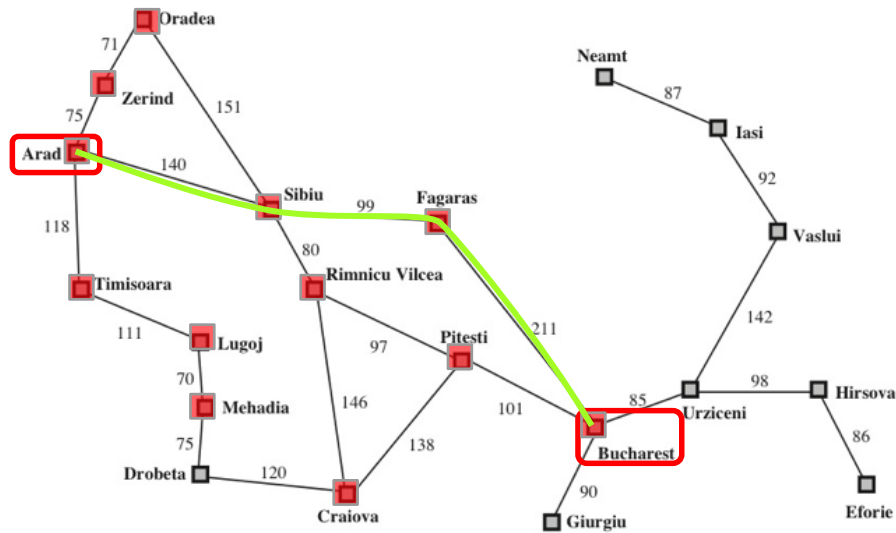 Oradea
71
Neamt
Zerind
87
151
75
Iasi
Arad
140
92
Sibiu
Fagaras
99
118
Vaslui
80
Timisoara
Rimnicu Vilcea
142
111
Pitesti
211
Lugoj
97
70
98
Hirsova
146
85
Mehadia
101
Urziceni
75
138
86
Bucharest
Drobeta
120
90
Eforie
Craiova
Giurgiu